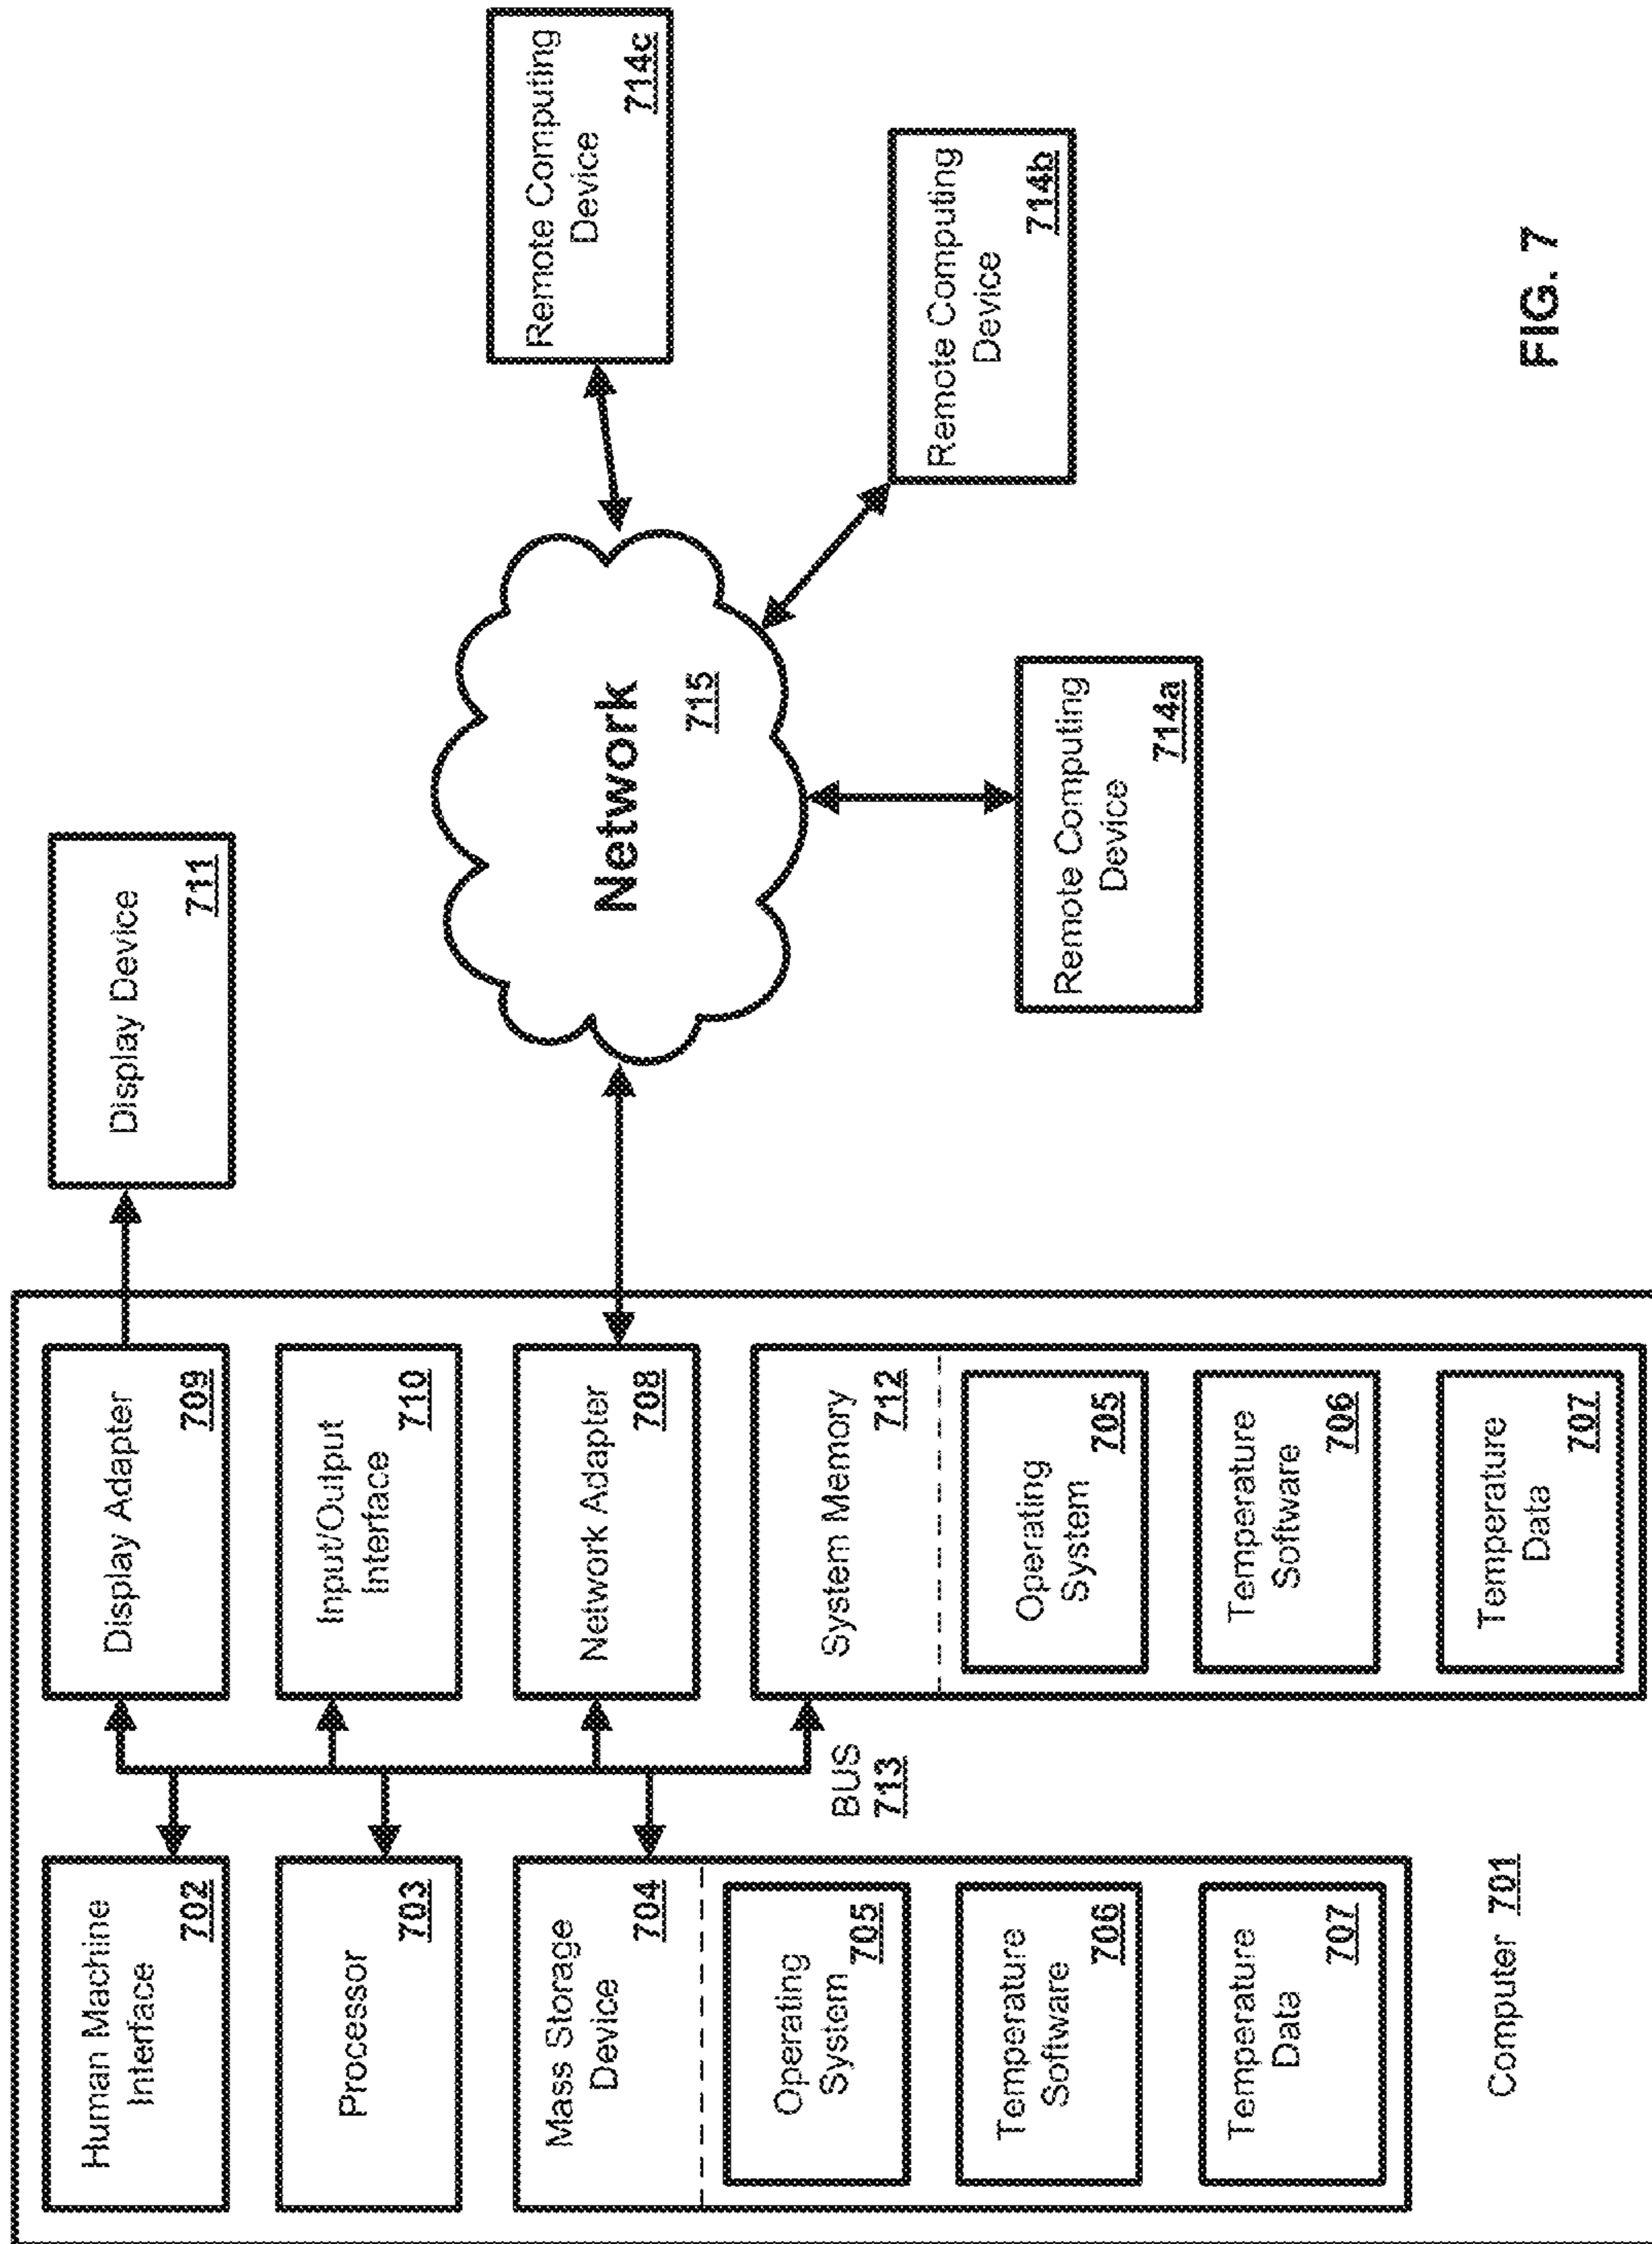 Human Machine
Interface
702
Processor
703
Mass Storage
Device
704
Operating
System
705
Temperature
Software
706
Temperature
Data
707
Computer 701
BUS
713
Display Adapter
709
Input/Output
Interface
710
Network Adapter
708
System Memory
712
Operating
System
705
Temperature
Software
706
Temperature
Data
707
Display Device
711
Network
715
Remote Computing
Device
714a
Remote Computing
Device
714b
Remote Computing
Device
714c
FIG. 7